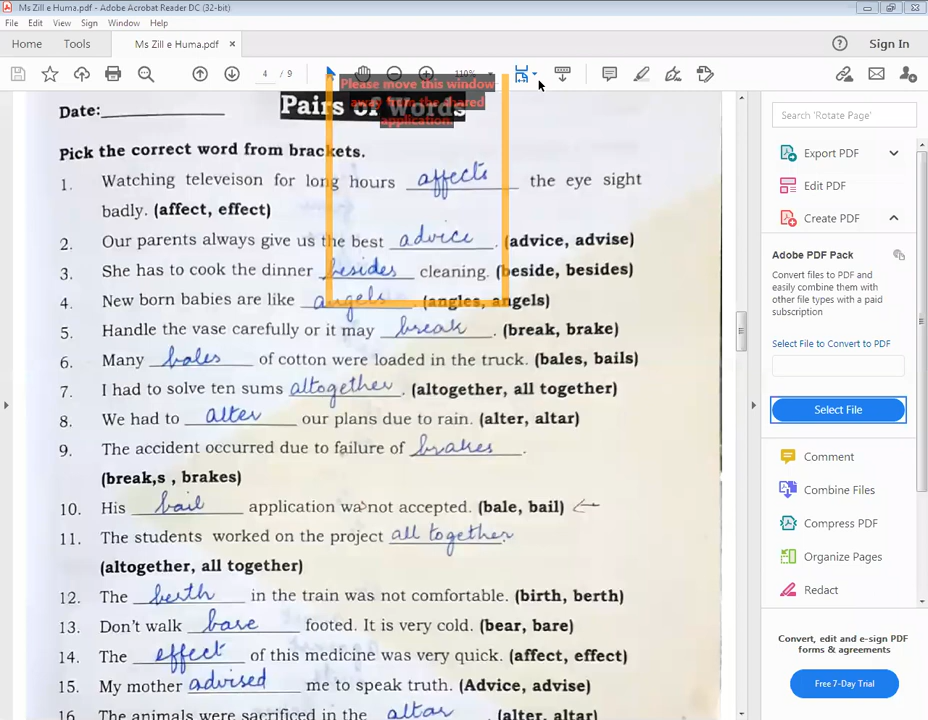 Ms Zill e Huma.pdf - Adobe Acrobat Reader DC (32-bit)
File Edit View Sign Window Help
Home Tools Ms Zill e Huma.pdf × Sign In
4 / 9 110%
Please move this window
away from the shared
application.
Date:
Pairs of Words
Pick the correct word from brackets.
1. Watching televeison for long hours affects the eye sight
badly. (affect, effect)
2. Our parents always give us the best advice. (advice, advise)
3. She has to cook the dinner besides cleaning. (beside, besides)
4. New born babies are like angels. (angles, angels)
5. Handle the vase carefully or it may break. (break, brake)
6. Many bales of cotton were loaded in the truck. (bales, bails)
7. I had to solve ten sums altogether. (altogether, all together)
8. We had to alter our plans due to rain. (alter, altar)
9. The accident occurred due to failure of brakes.
(break,s , brakes)
10. His bail application was not accepted. (bale, bail) ←
11. The students worked on the project all together.
(altogether, all together)
12. The berth in the train was not comfortable. (birth, berth)
13. Don't walk bare footed. It is very cold. (bear, bare)
14. The effect of this medicine was very quick. (affect, effect)
15. My mother advised me to speak truth. (Advice, advise)
16. The animals were sacrificed in the altar. (alter, altar)
Search 'Rotate Page'
Export PDF
Edit PDF
Create PDF
Adobe PDF Pack
Convert files to PDF and
easily combine them
with other file types with a paid
subscription
Select File to Convert to PDF
Select File
Comment
Combine Files
Compress PDF
Organize Pages
Redact
Convert, edit and e-sign PDF
forms & agreements
Free 7-Day Trial